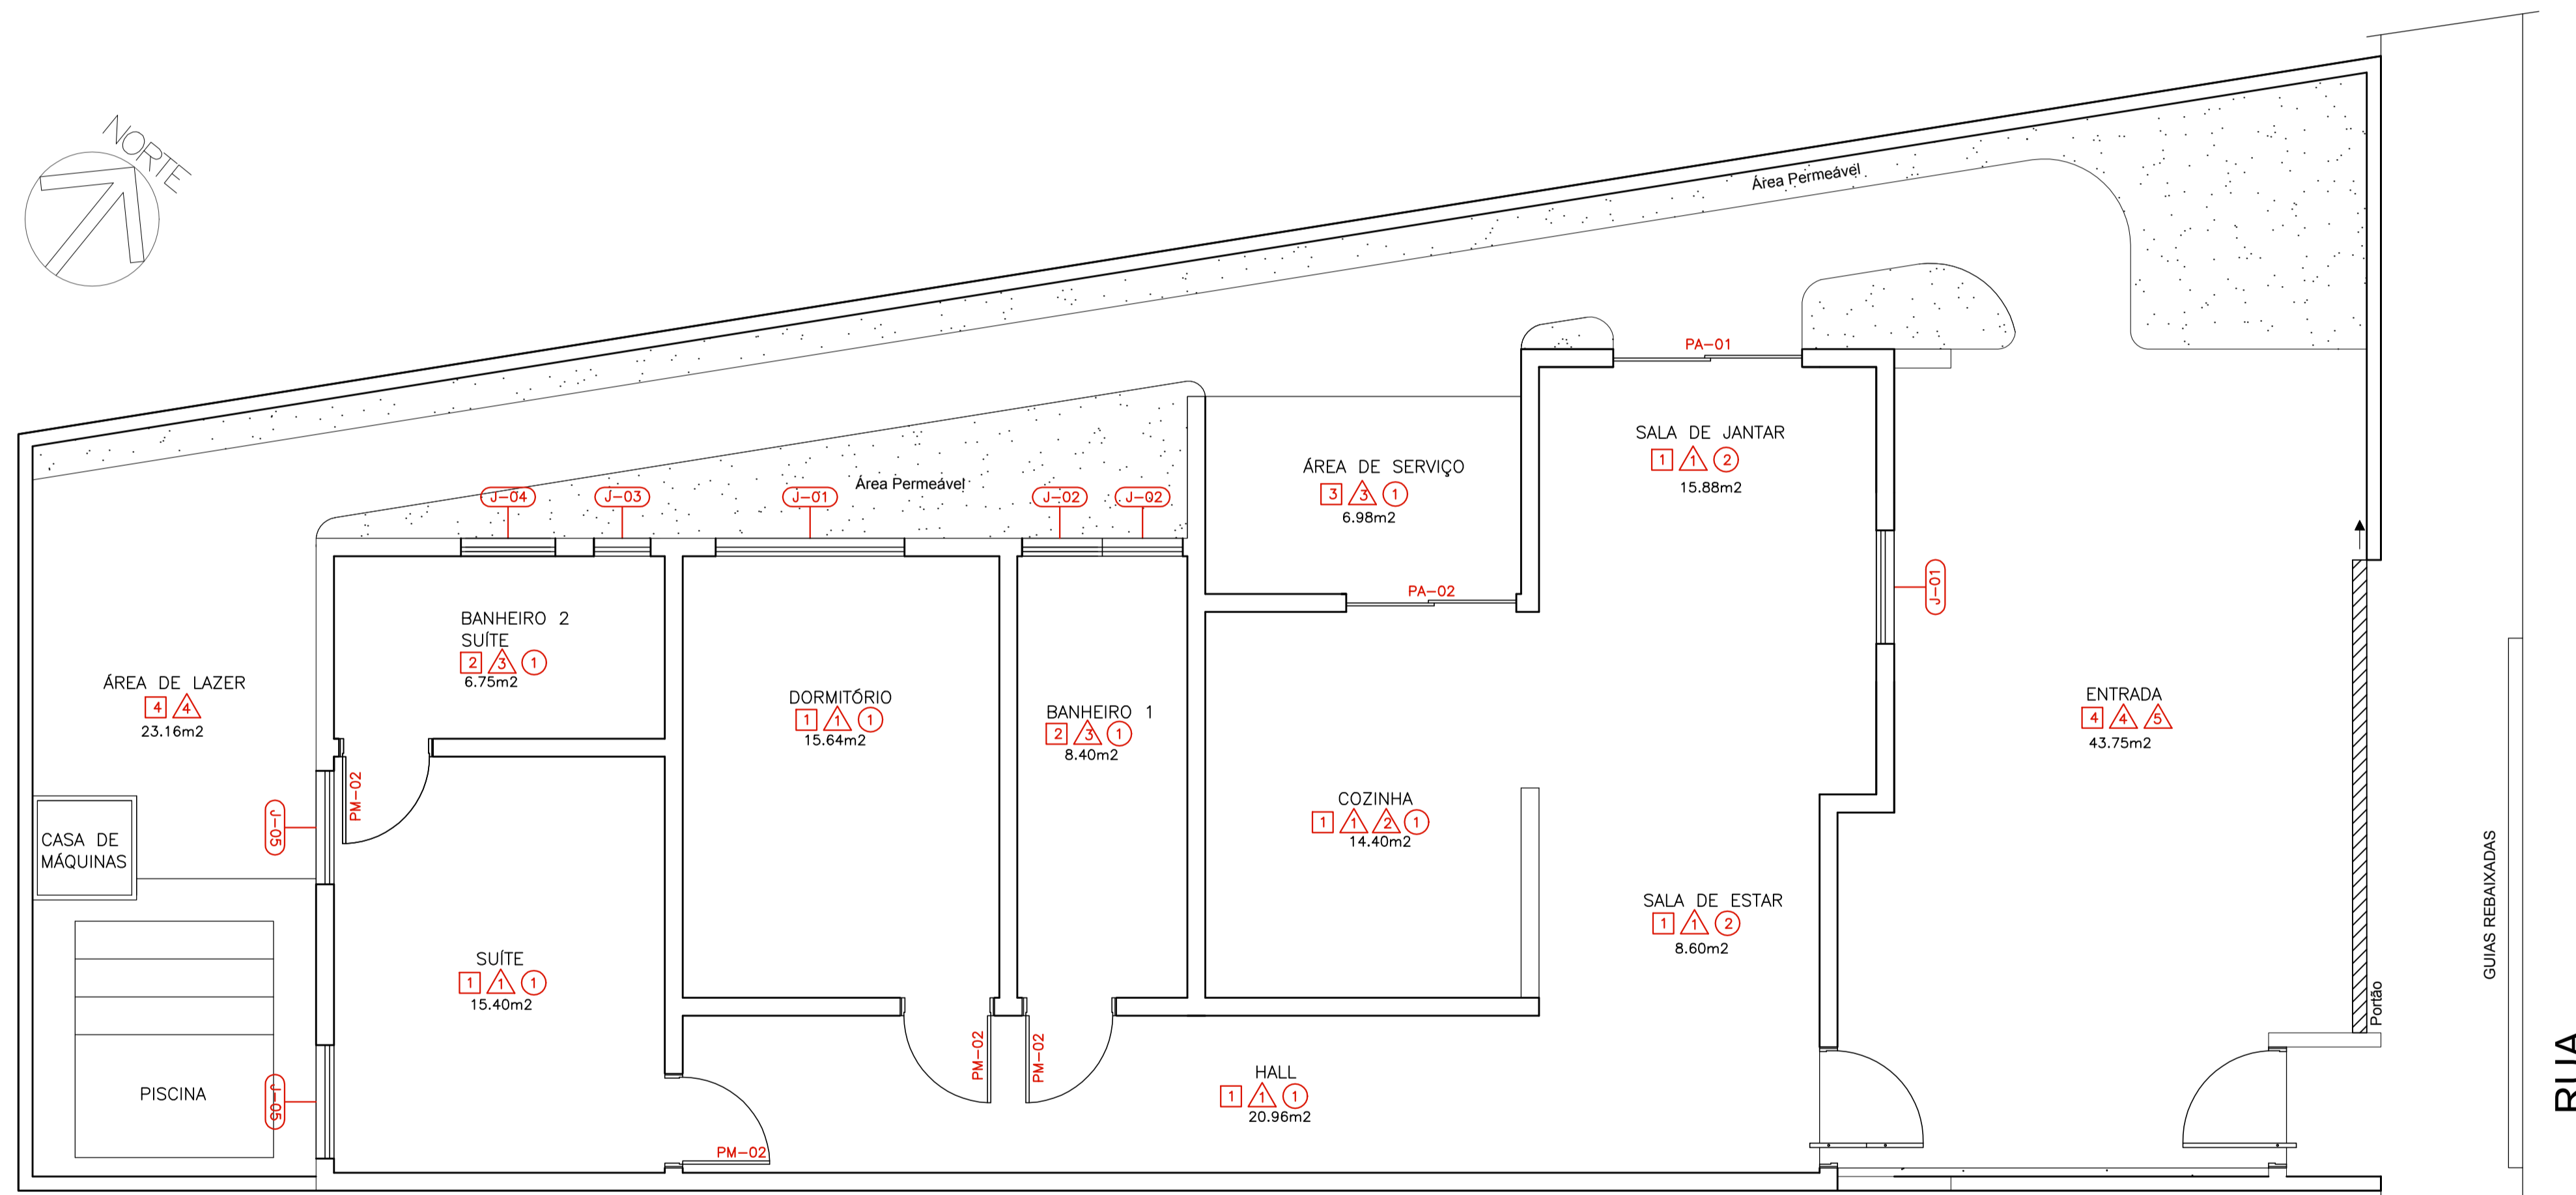 NORTE
Área Permeável
PA-01
SALA DE JANTAR
1 1 2
15.88m2
ÁREA DE SERVIÇO
3 3 1
6.98m2
Área Permeável
J-04
J-03
J-01
J-02
J-02
PA-02
J-01
BANHEIRO 2
SUÍTE
2 3 1
6.75m2
ÁREA DE LAZER
4 4
23.16m2
DORMITÓRIO
1 1 1
15.64m2
BANHEIRO 1
2 3 1
8.40m2
ENTRADA
4 4 5
43.75m2
PM-02
J-05
COZINHA
1 1 2 1
14.40m2
CASA DE
MÁQUINAS
SALA DE ESTAR
1 1 2
8.60m2
GUIAS REBAIXADAS
SUÍTE
1 1 1
15.40m2
Portão
PM-02
PM-02
HALL
1 1 1
20.96m2
PISCINA
J-05
PM-02
RUA